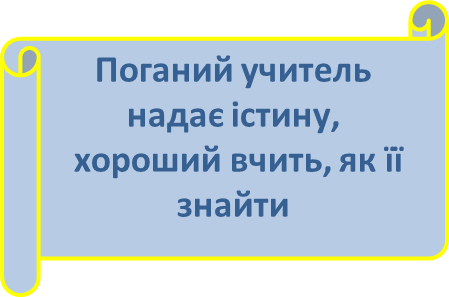 Поганий учитель
надає істину,
хороший вчить, як її
знайти